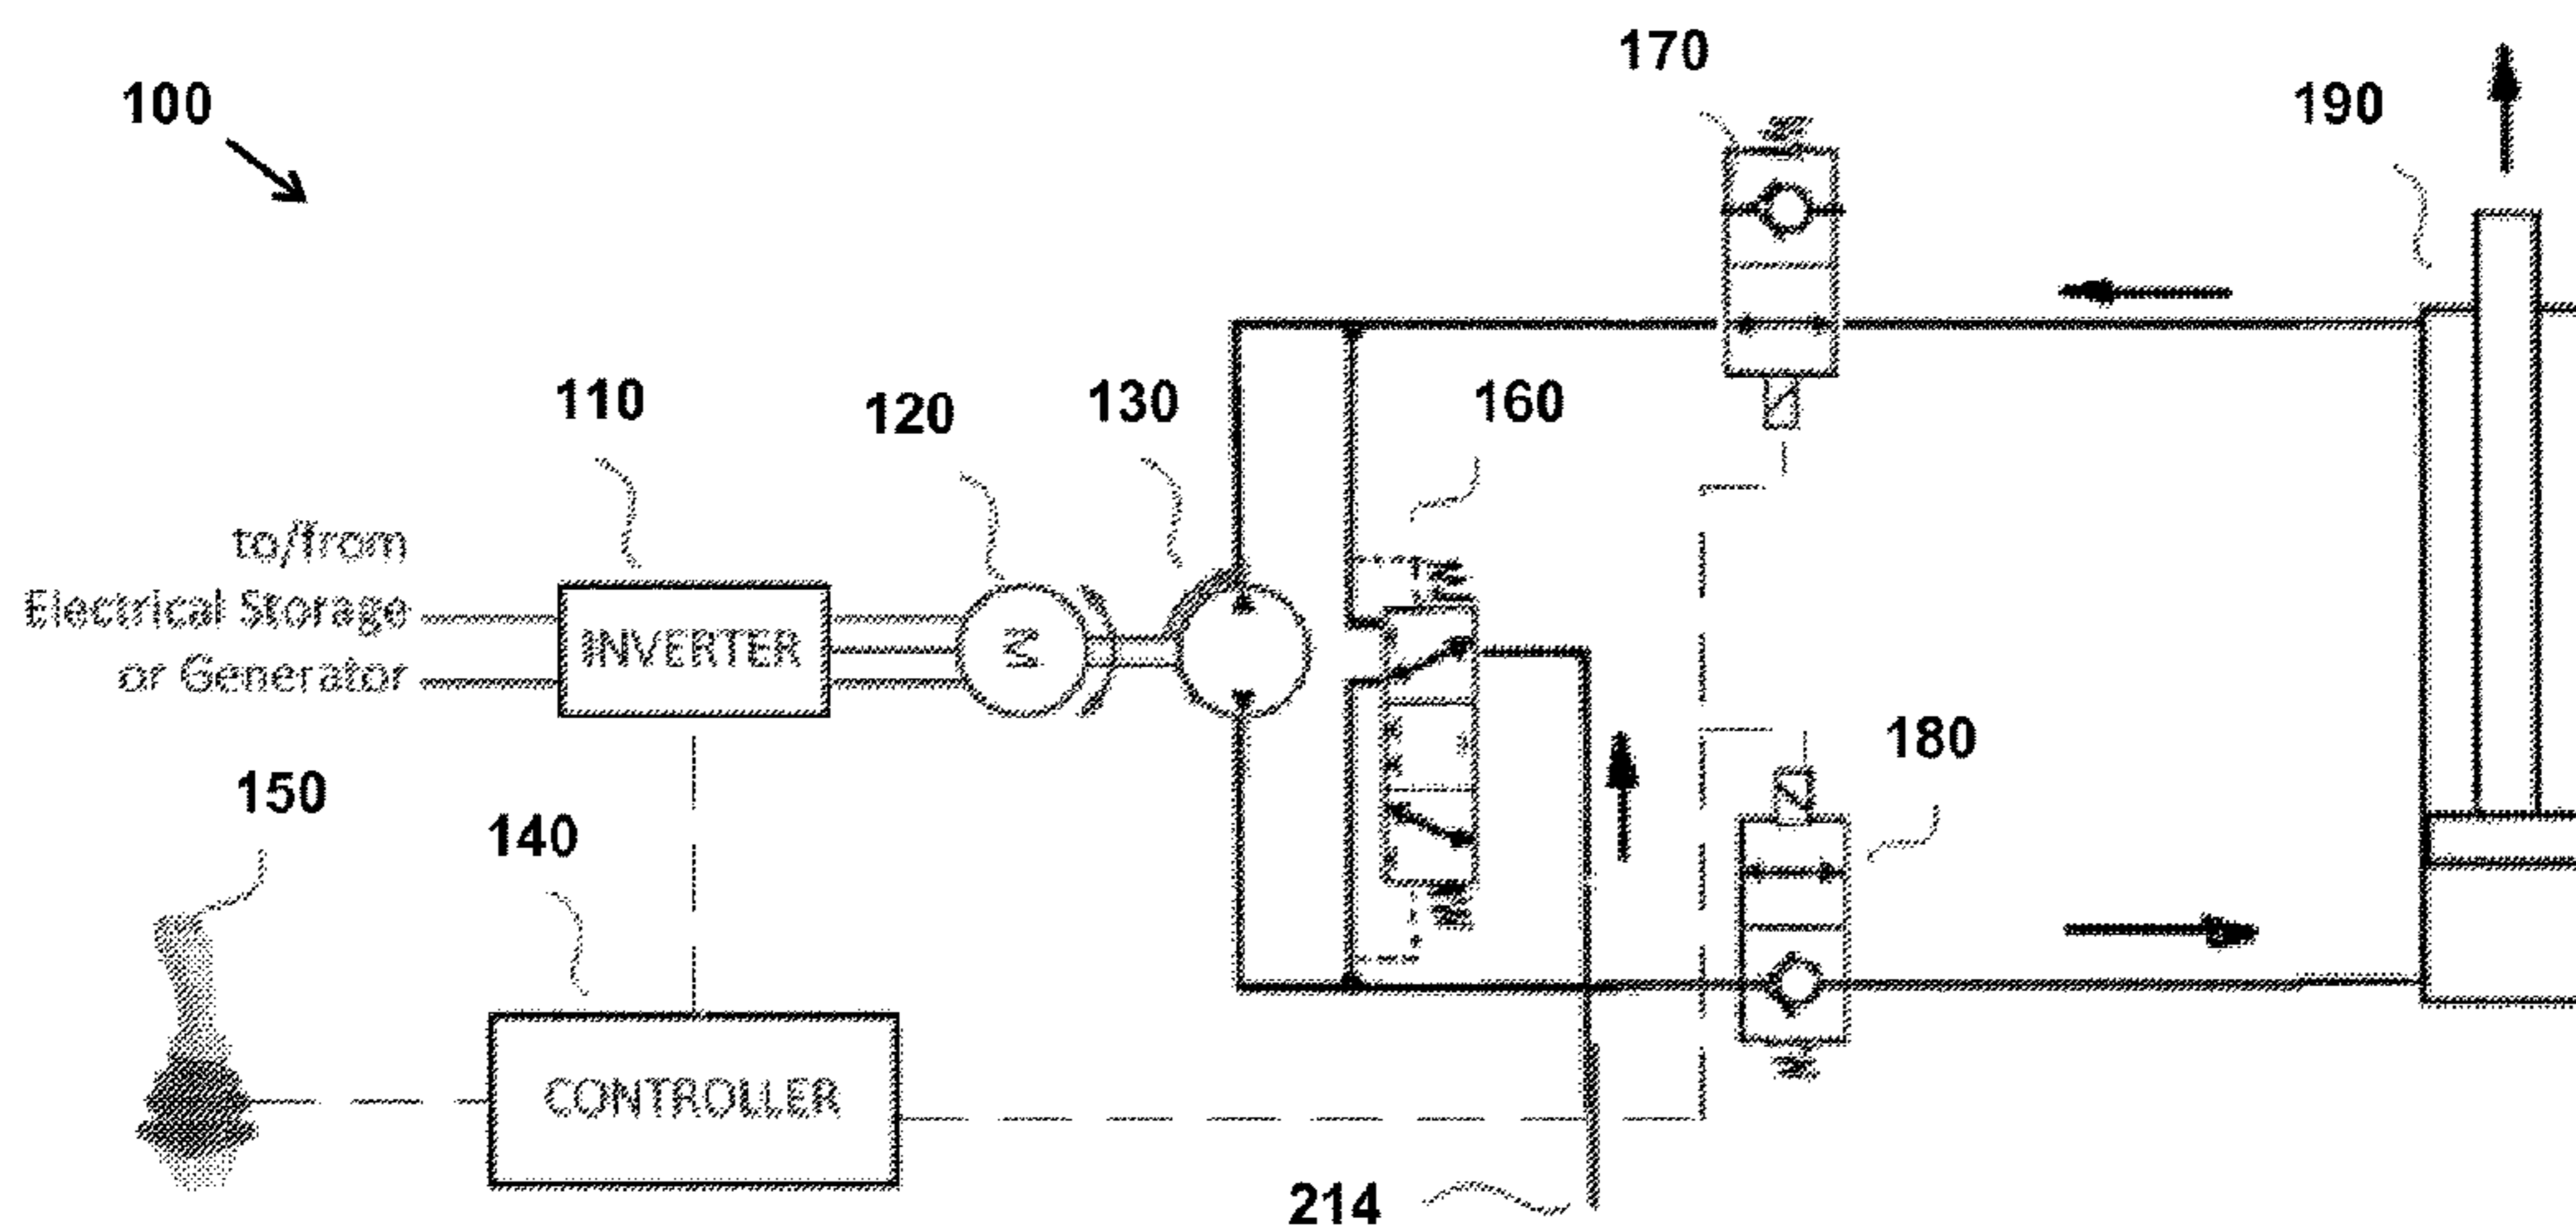 170
100
190
110
120
130
160
to/from
Electrical Storage
or Generator
INVERTER
M
180
150
140
CONTROLLER
214